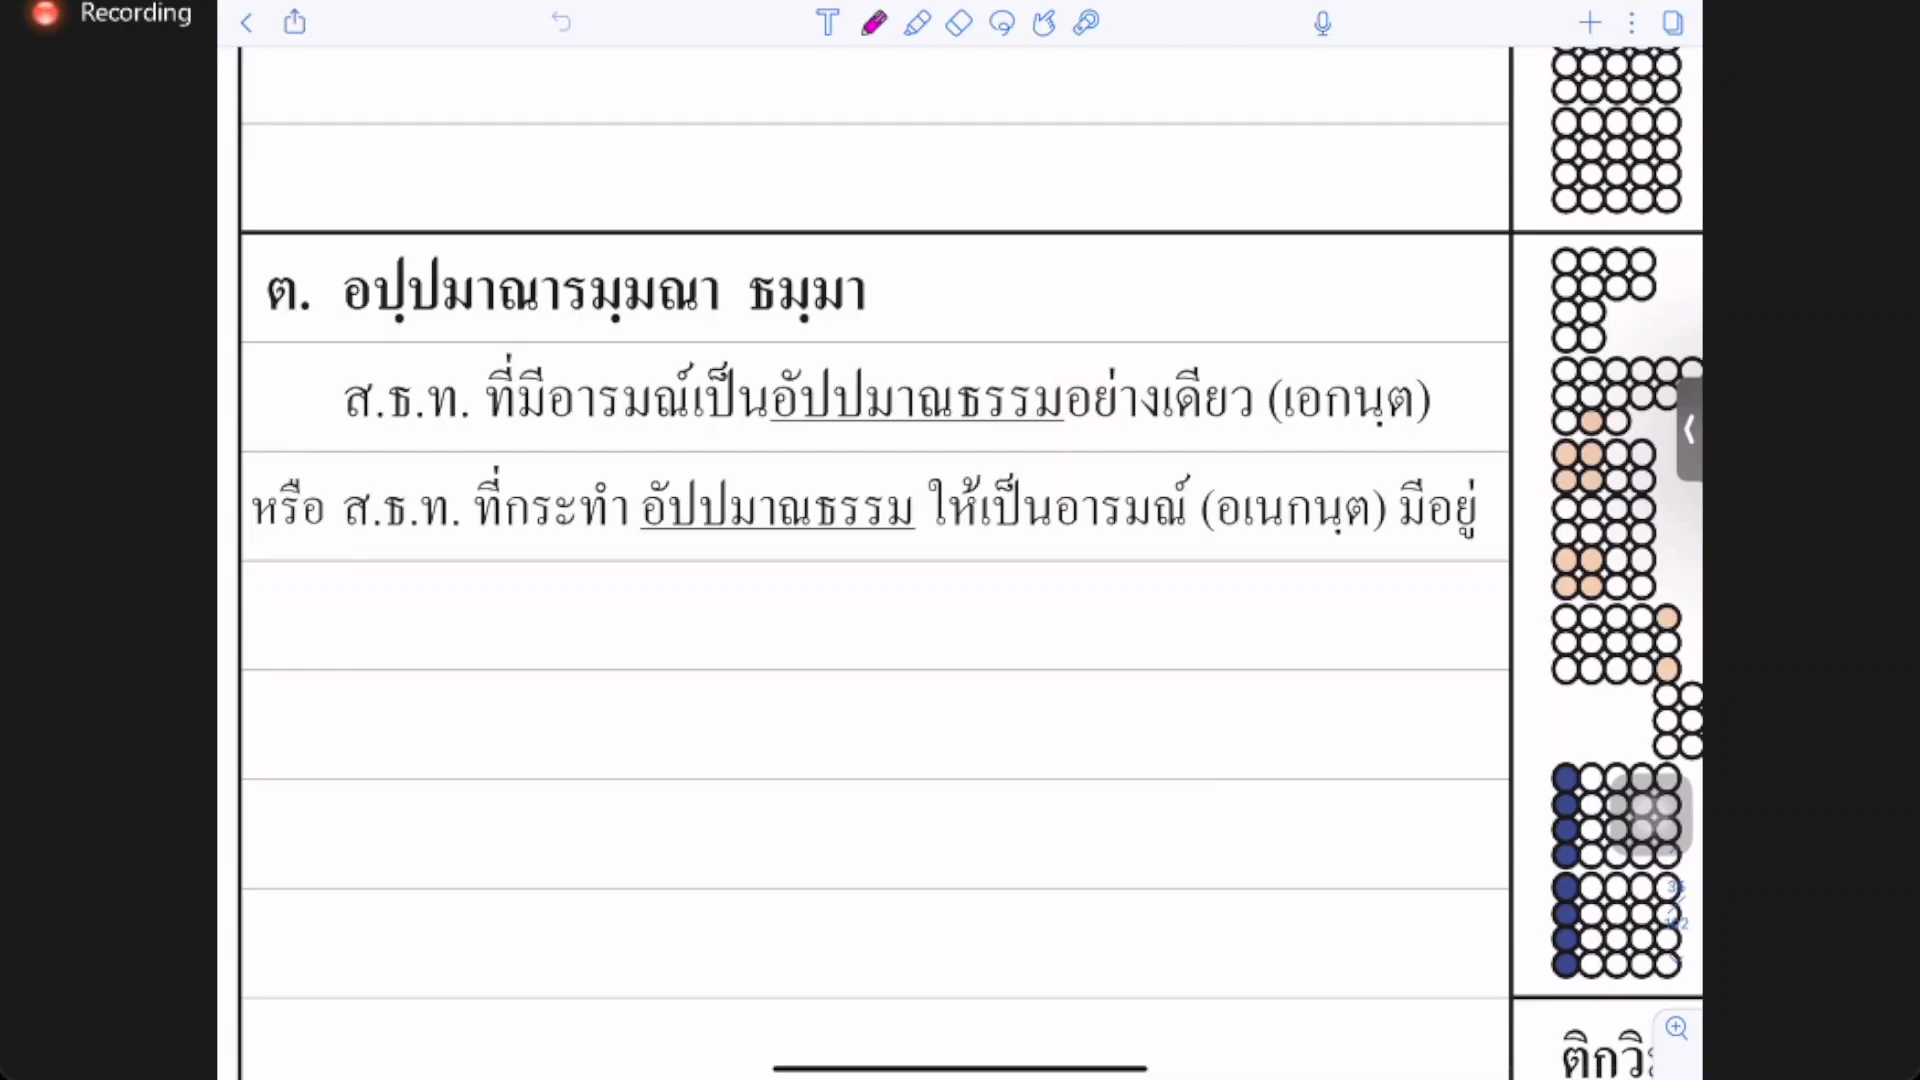 Recording
ต. อปฺปมาณารมฺมณา ธมฺมา
ส.ธ.ท. ที่มีอารมณ์เป็นอัปปมาณธรรมอย่างเดียว (เอกนฺต)
หรือ ส.ธ.ท. ที่กระทำ อัปปมาณธรรม ให้เป็นอารมณ์ (อเนกนฺต) มีอยู่